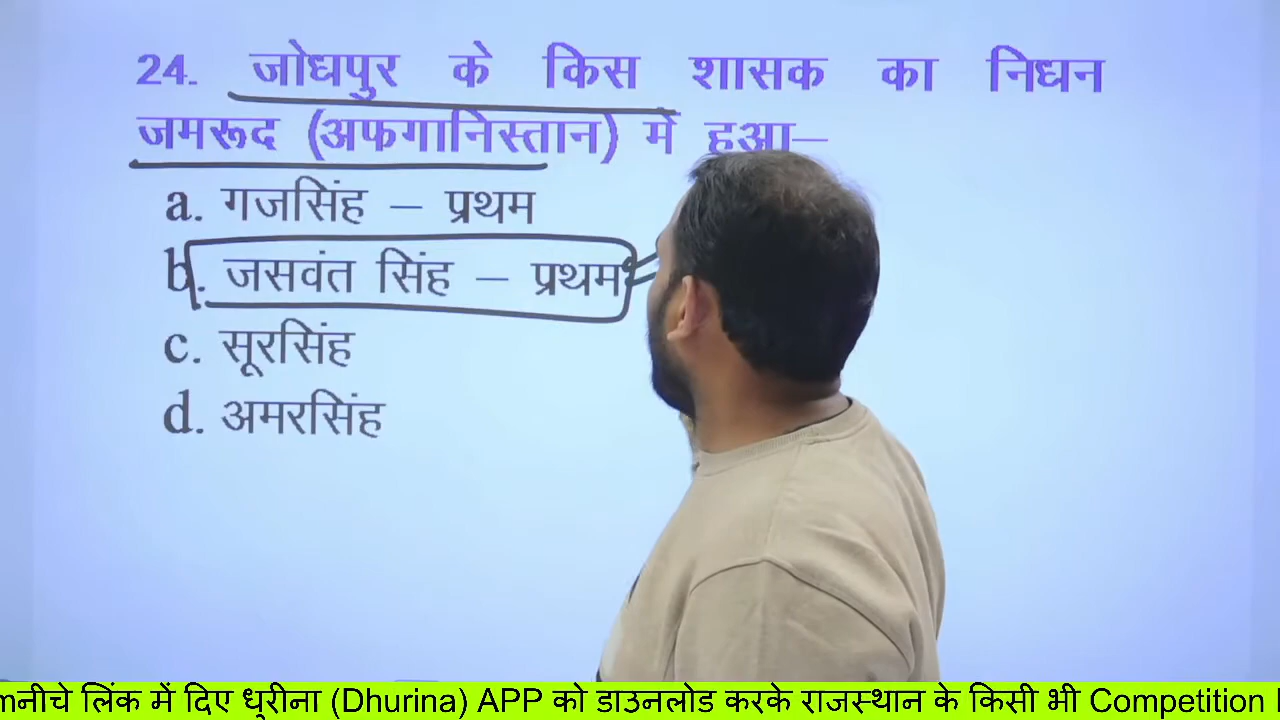 24. जोधपुर के किस शासक का निधन
जमरूद (अफगानिस्तान) में हुआ–
a. गजसिंह – प्रथम
b. जसवंत सिंह – प्रथम
c. सूरसिंह
d. अमरसिंह
नीचे लिंक में दिए धुरीना (Dhurina) APP को डाउनलोड करके राजस्थान के किसी भी Competition